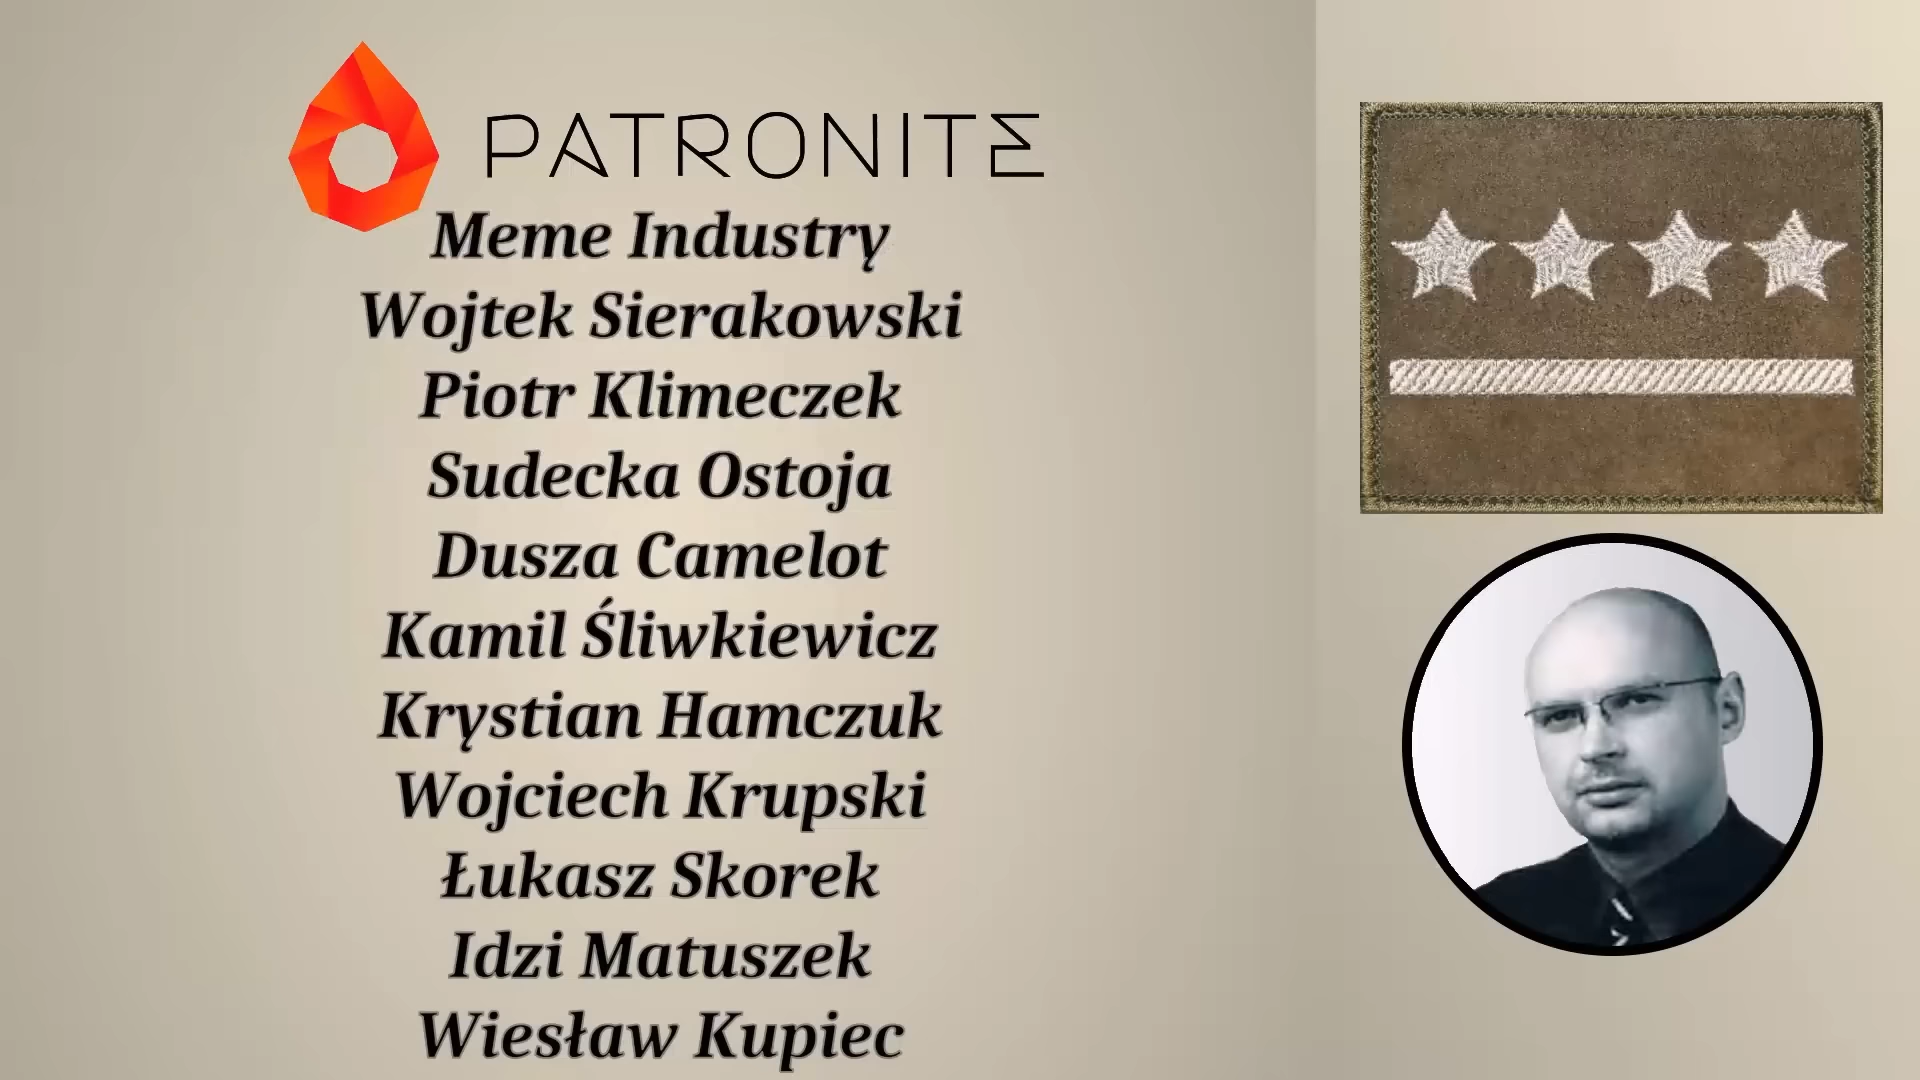 PATRONITE
Meme Industry
Wojtek Sierakowski
Piotr Klimeczek
Sudecka Ostoja
Dusza Camelot
Kamil Śliwkiewicz
Krystian Hamczuk
Wojciech Krupski
Łukasz Skorek
Idzi Matuszek
Wiesław Kupiec